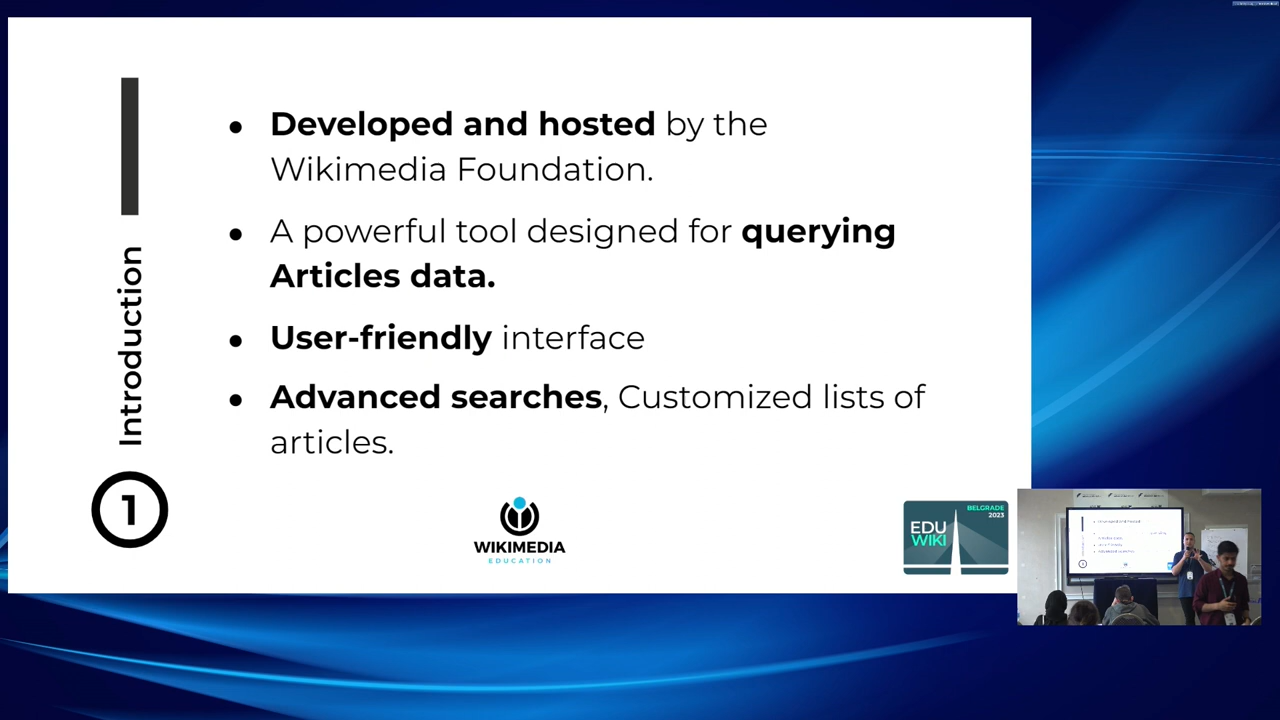 Introduction
1
● Developed and hosted by the
Wikimedia Foundation.
● A powerful tool designed for querying
Articles data.
● User-friendly interface
● Advanced searches, Customized lists of
articles.
WIKIMEDIA
EDUCATION
BELGRADE
2023
EDU
WIKI